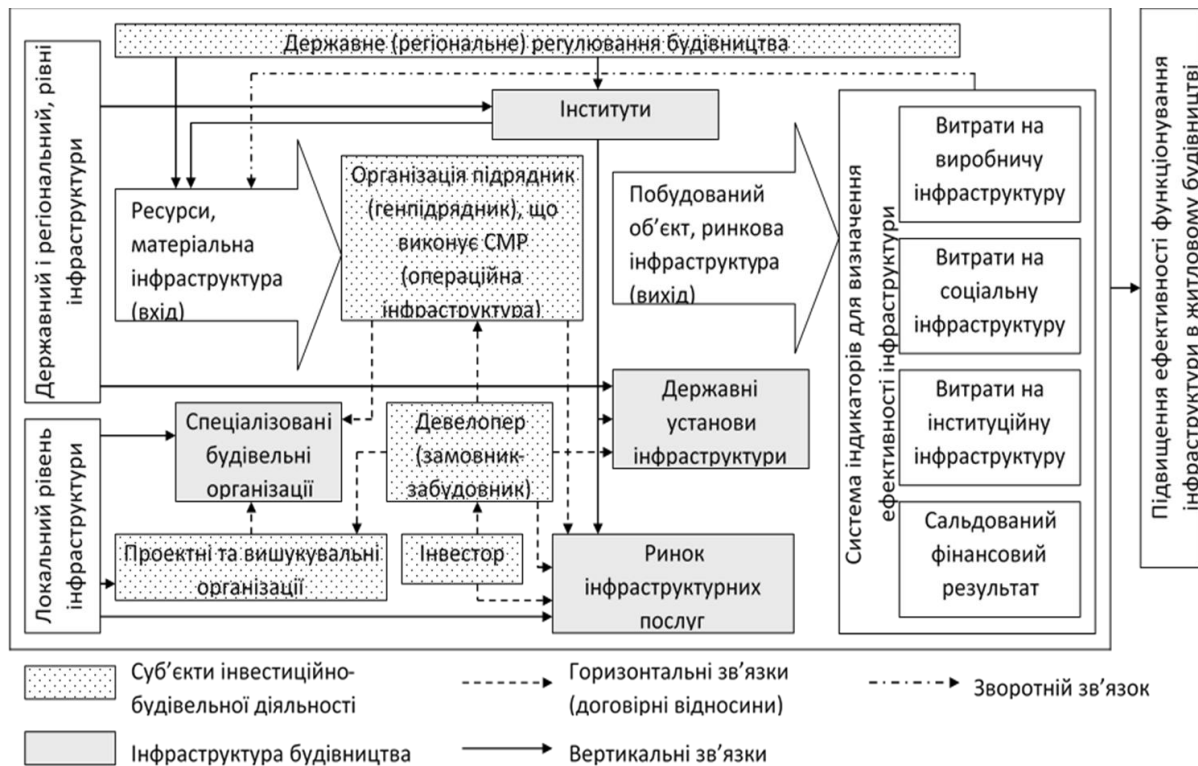 Державне (регіональне) регулювання будівництва
Державний і регіональний, рівні
інфраструктури
Інститути
Ресурси,
матеріальна
інфраструктура
(вхід)
Організація підрядник
(генпідрядник), що
виконує СМР
(операційна
інфраструктура)
Побудований
об’єкт, ринкова
інфраструктура
(вихід)
Система індикаторів для визначення
ефективності інфраструктури
Витрати на
виробничу
інфраструктуру
Витрати на
соціальну
інфраструктуру
Витрати на
інституційну
інфраструктуру
Сальдований
фінансовий
результат
Підвищення ефективності функціонування
інфраструктури в житловому будівництві
Локальний рівень
інфраструктури
Спеціалізовані
будівельні
організації
Девелопер
(замовник-
забудовник)
Державні
установи
інфраструктури
Проектні та вишукувальні
організації
Інвестор
Ринок
інфраструктурних
послуг
Суб’єкти інвестиційно-
будівельної діяльності
Горизонтальні зв’язки
(договірні відносини)
Зворотній зв’язок
Інфраструктура будівництва
Вертикальні зв’язки